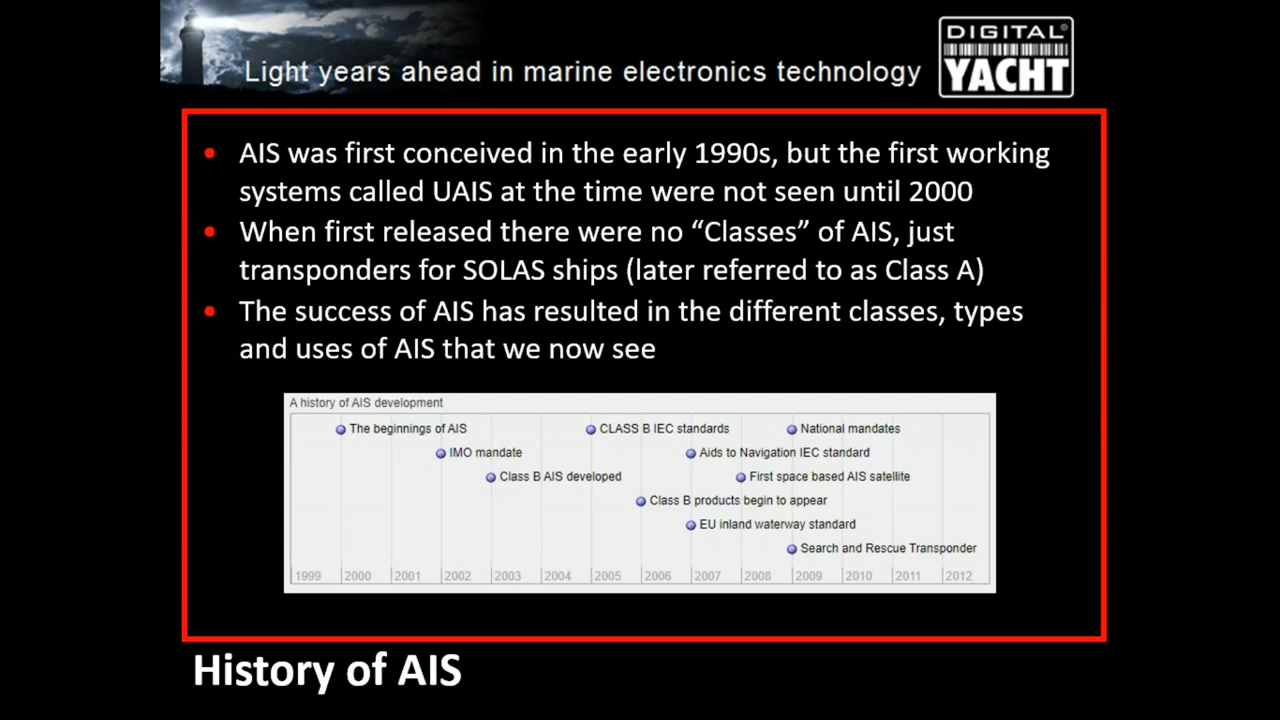 Light years ahead in marine electronics technology
DIGITAL
YACHT
• AIS was first conceived in the early 1990s, but the first working
systems called UAIS at the time were not seen until 2000
• When first released there were no “Classes” of AIS, just
transponders for SOLAS ships (later referred to as Class A)
• The success of AIS has resulted in the different classes, types
and uses of AIS that we now see
A history of AIS development
The beginnings of AIS
CLASS B IEC standards
National mandates
IMO mandate
Aids to Navigation IEC standard
Class B AIS developed
First space based AIS satellite
Class B products begin to appear
EU inland waterway standard
Search and Rescue Transponder
1999 2000 2001 2002 2003 2004 2005 2006 2007 2008 2009 2010 2011 2012
History of AIS